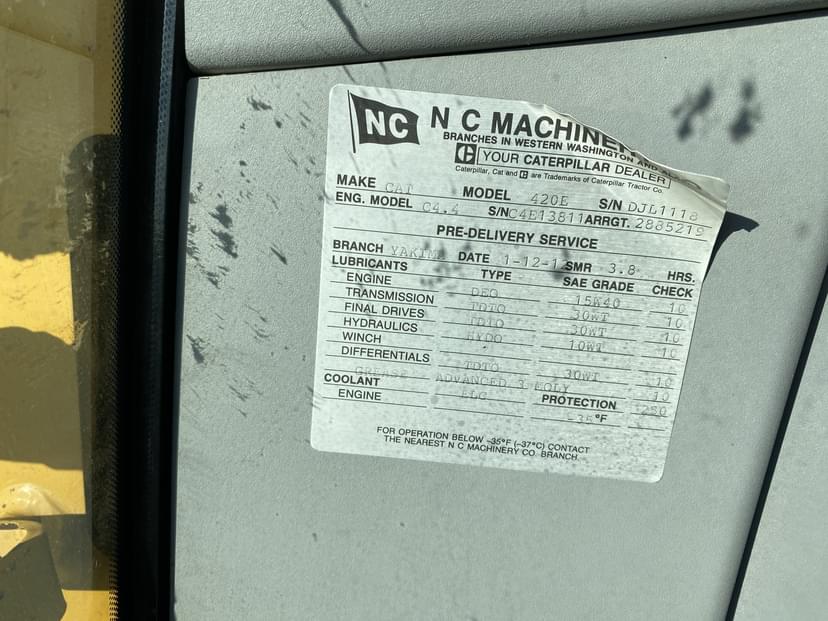 NC N C MACHINER
BRANCHES IN WESTERN WASHINGTON AND
YOUR CATERPILLAR DEALER
Caterpillar, Cat and C are Trademarks of Caterpillar Tractor Co.
MAKE CAT MODEL 420E S/N DJL1118
ENG. MODEL C4.4 S/N C4E13811 ARRGT. 2885219
PRE-DELIVERY SERVICE
BRANCH YAKIMA DATE 1-12-12 SMR 3.8 HRS.
LUBRICANTS TYPE SAE GRADE CHECK
ENGINE DEO 15W40 10
TRANSMISSION TDTO 30WT 10
FINAL DRIVES TDTO 30WT 10
HYDRAULICS HYDO 10WT 10
WINCH
DIFFERENTIALS TDTO 30WT 10
GREASE ADVANCED 3 MOLY 10
COOLANT PROTECTION 250
ENGINE ELC -35 °F
FOR OPERATION BELOW -35°F (-37°C) CONTACT
THE NEAREST N C MACHINERY CO. BRANCH.